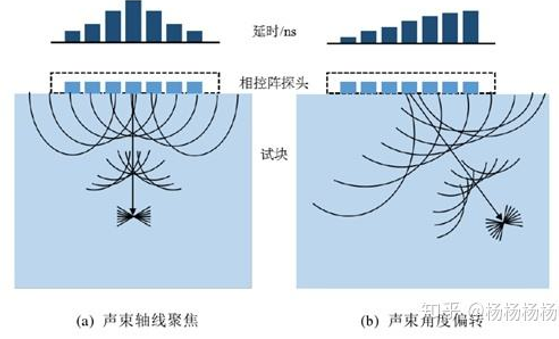 延时/ns
相控阵探头
试块
(a) 声束轴线聚焦
(b) 声束角度偏转
知乎 @杨杨杨杨